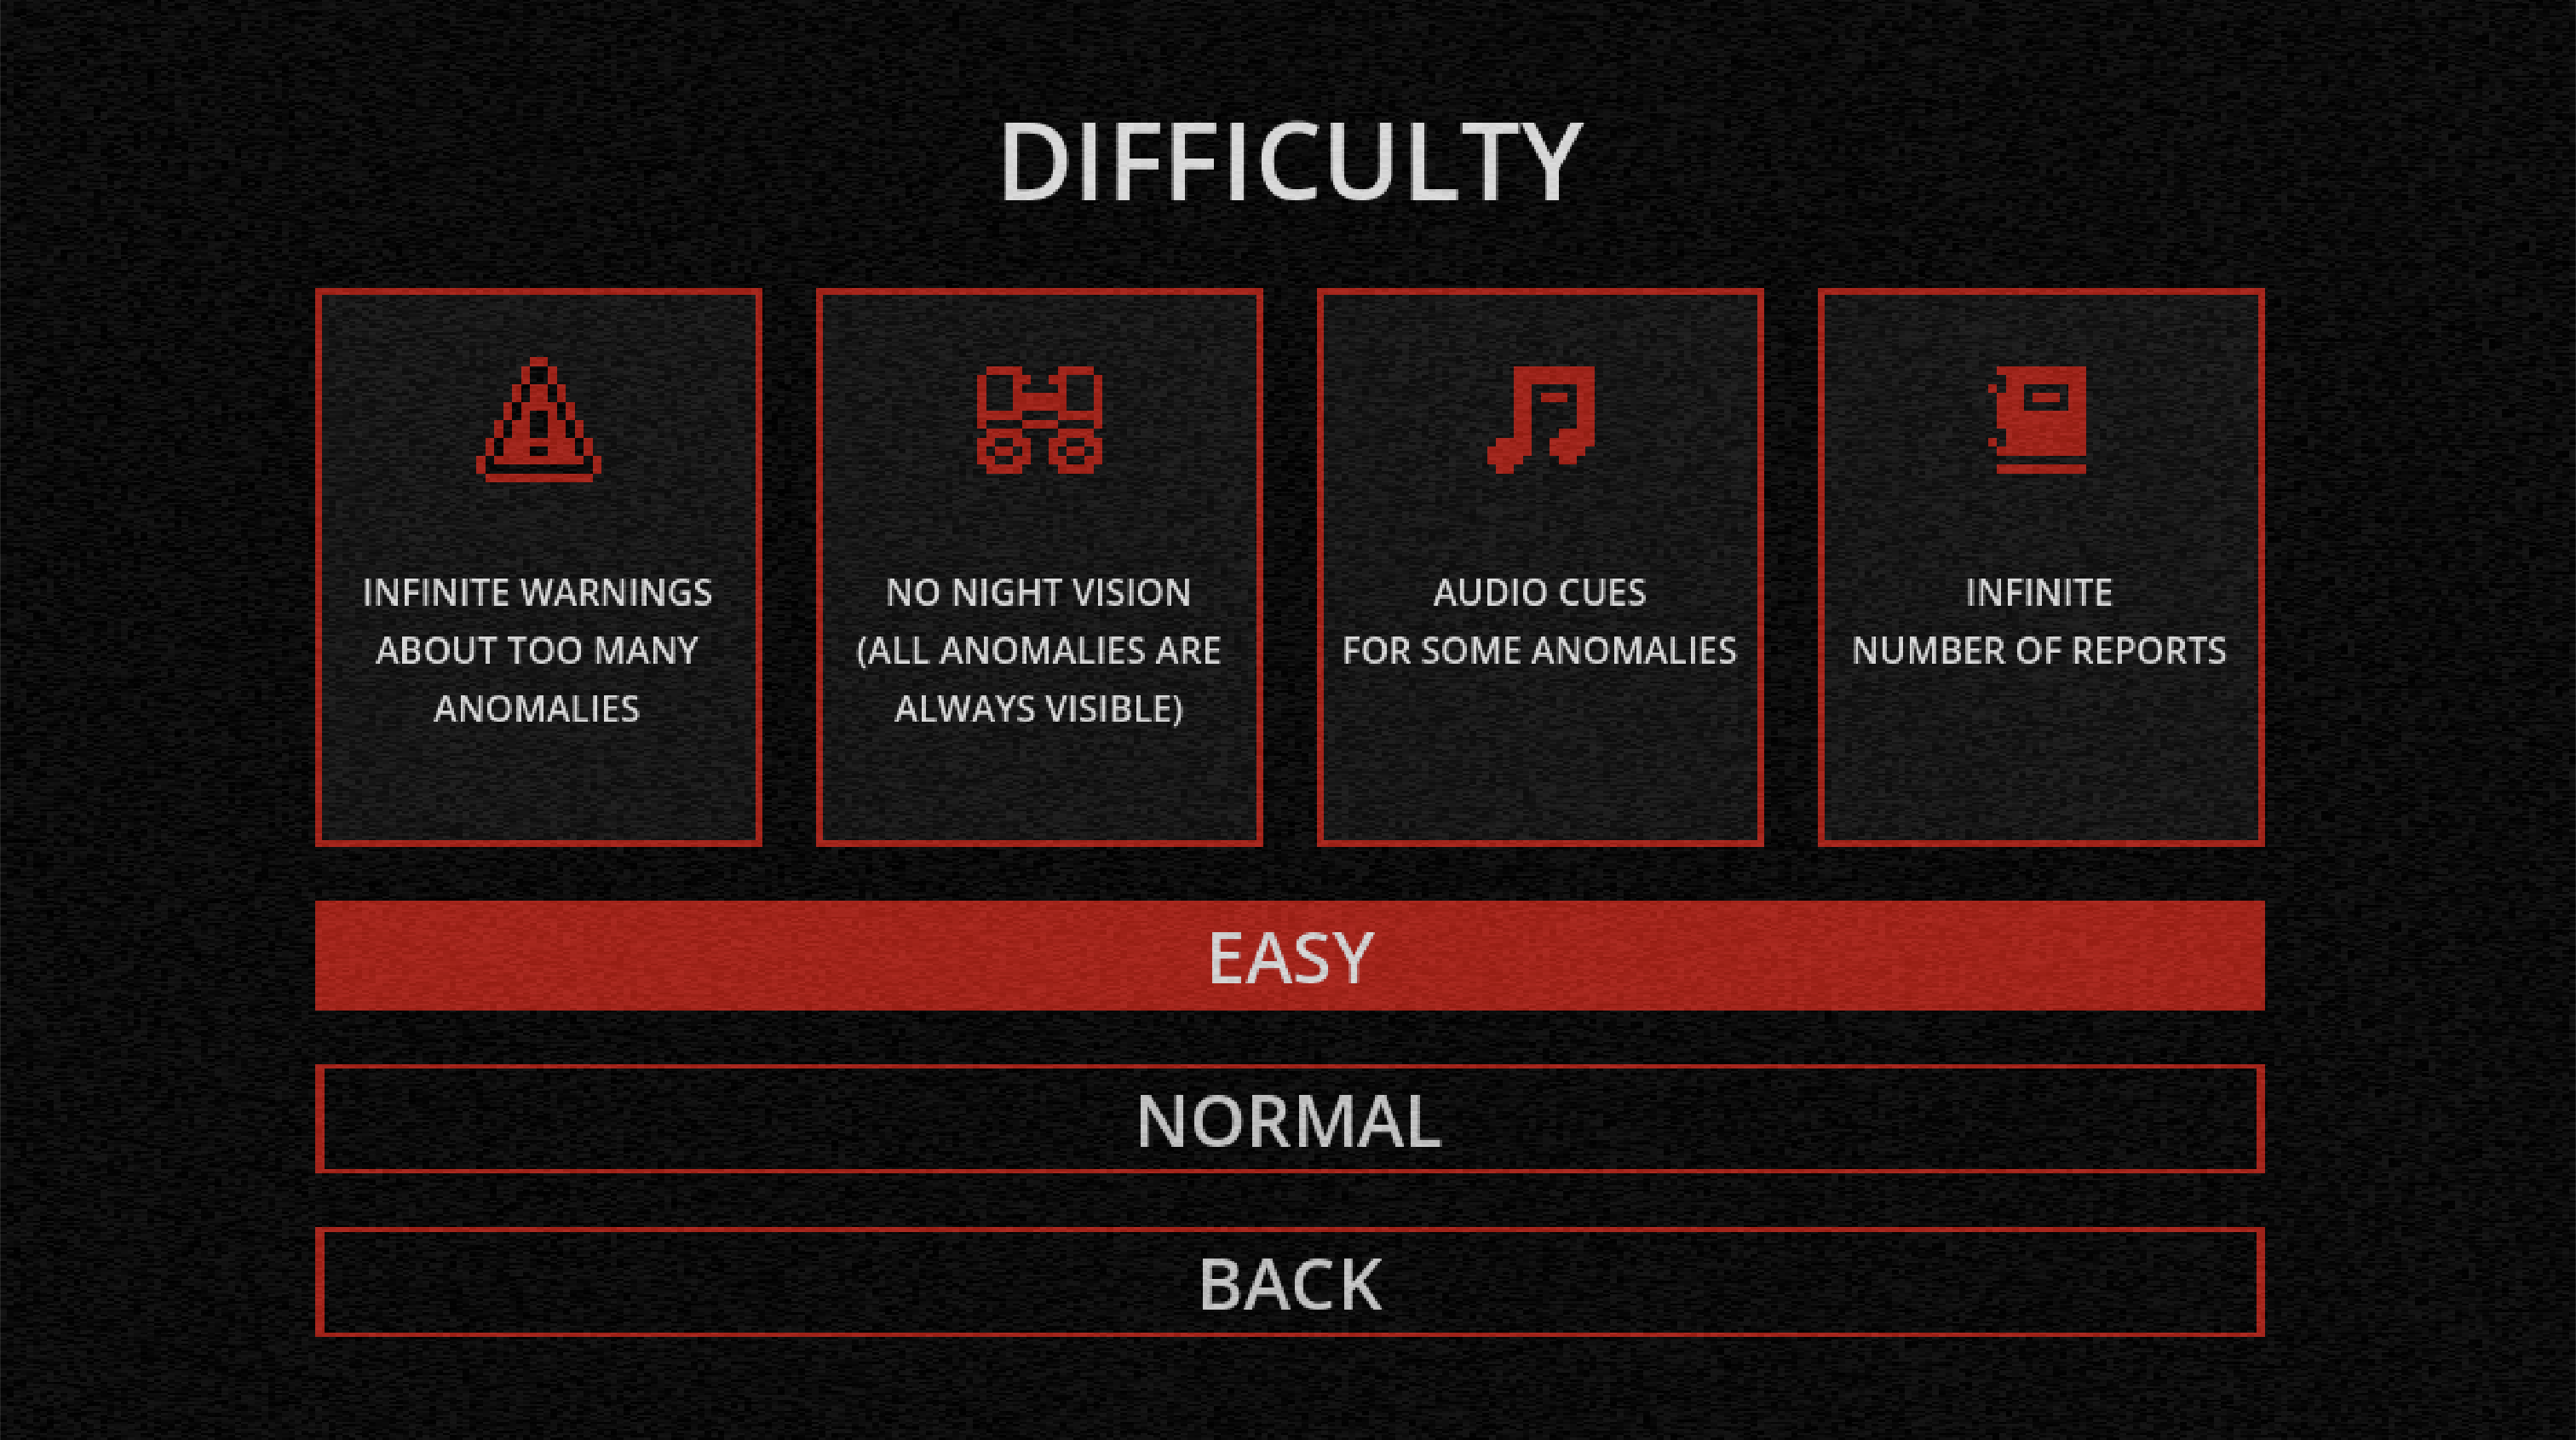 DIFFICULTY
INFINITE WARNINGS
ABOUT TOO MANY
ANOMALIES
NO NIGHT VISION
(ALL ANOMALIES ARE
ALWAYS VISIBLE)
AUDIO CUES
FOR SOME ANOMALIES
INFINITE
NUMBER OF REPORTS
EASY
NORMAL
BACK